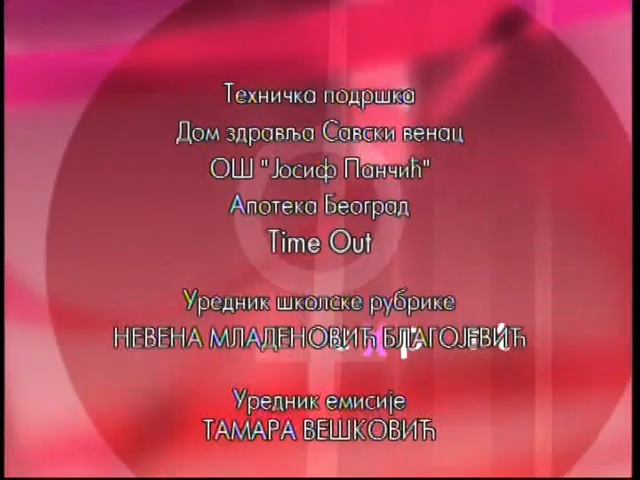 Техничка подршка
Дом здравља Савски венац
ОШ "Јосиф Панчић"
Апотека Београд
Time Out
Уредник школске рубрике
НЕВЕНА МЛАДЕНОВИЋ БЛАГОЈЕВИЋ
Уредник емисије
ТАМАРА ВЕШКОВИЋ